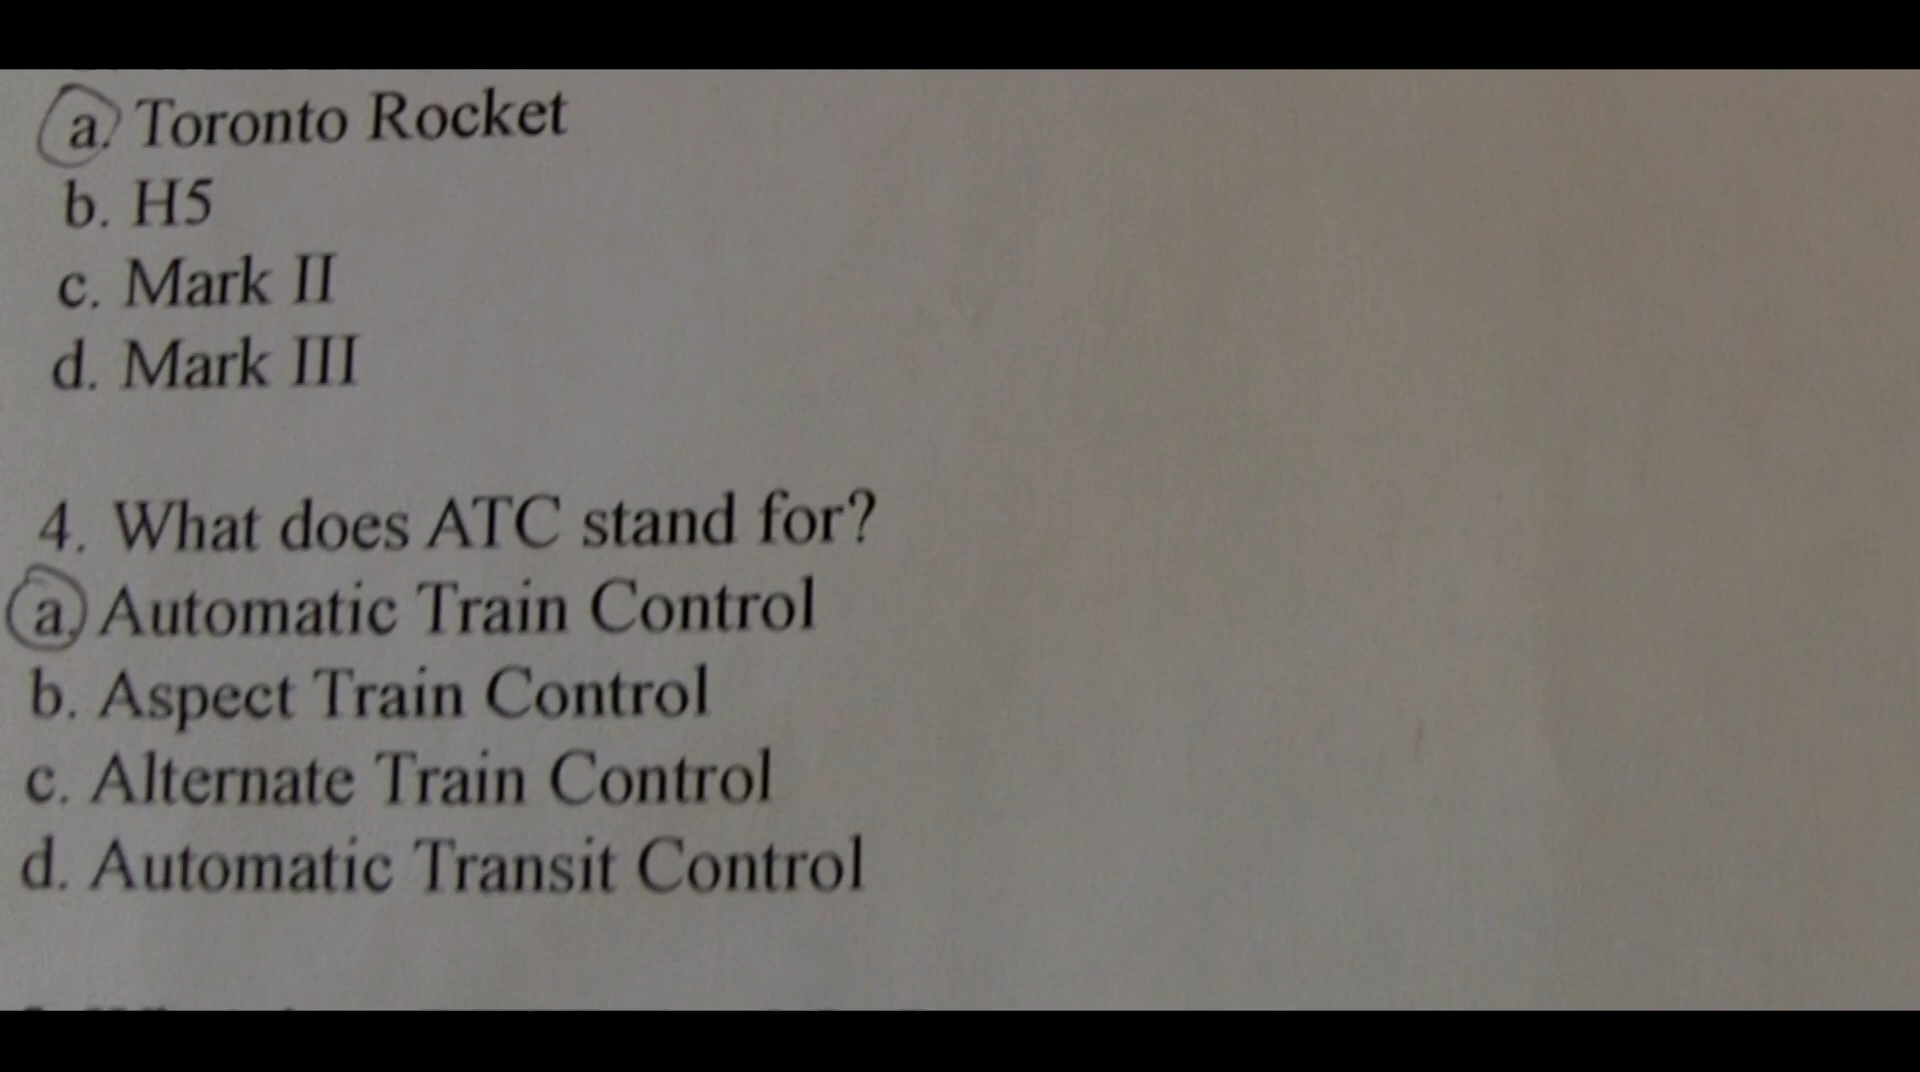 a. Toronto Rocket
b. H5
c. Mark II
d. Mark III
4. What does ATC stand for?
a. Automatic Train Control
b. Aspect Train Control
c. Alternate Train Control
d. Automatic Transit Control